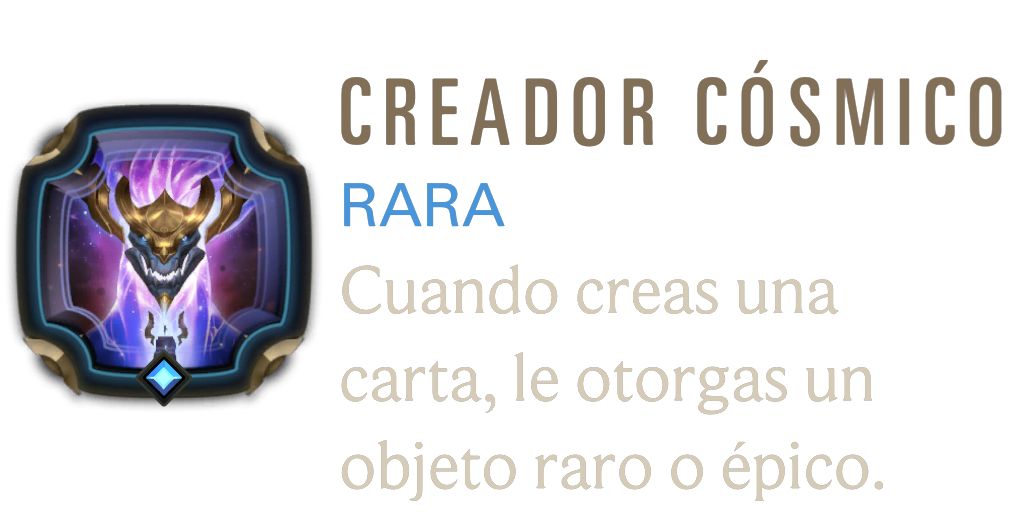 CREADOR CÓSMICO
RARA
Cuando creas una
carta, le otorgas un
objeto raro o épico.